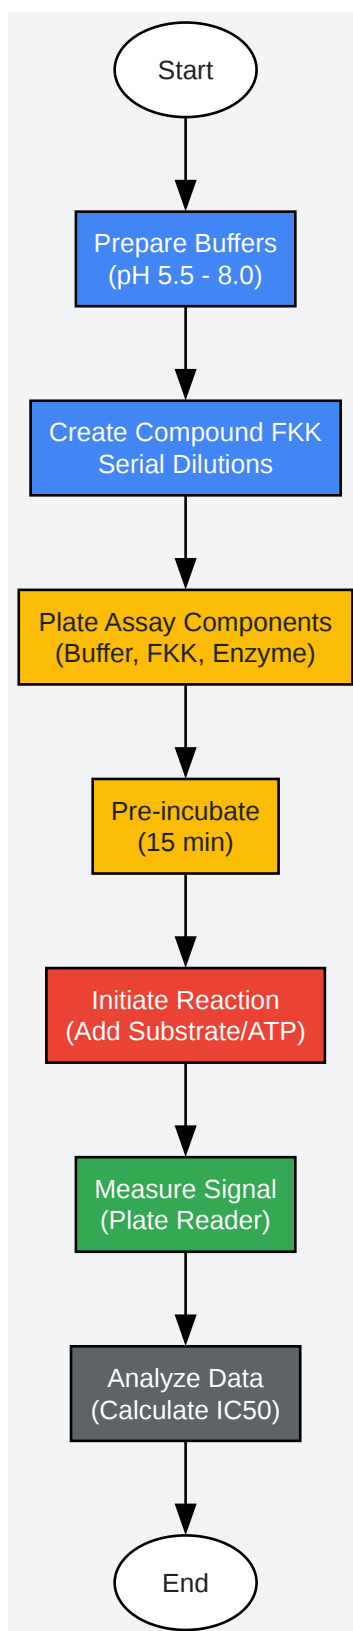 Start
Prepare Buffers
(pH 5.5 - 8.0)
Create Compound FKK
Serial Dilutions
Plate Assay Components
(Buffer, FKK, Enzyme)
Pre-incubate
(15 min)
Initiate Reaction
(Add Substrate/ATP)
Measure Signal
(Plate Reader)
Analyze Data
(Calculate IC50)
End